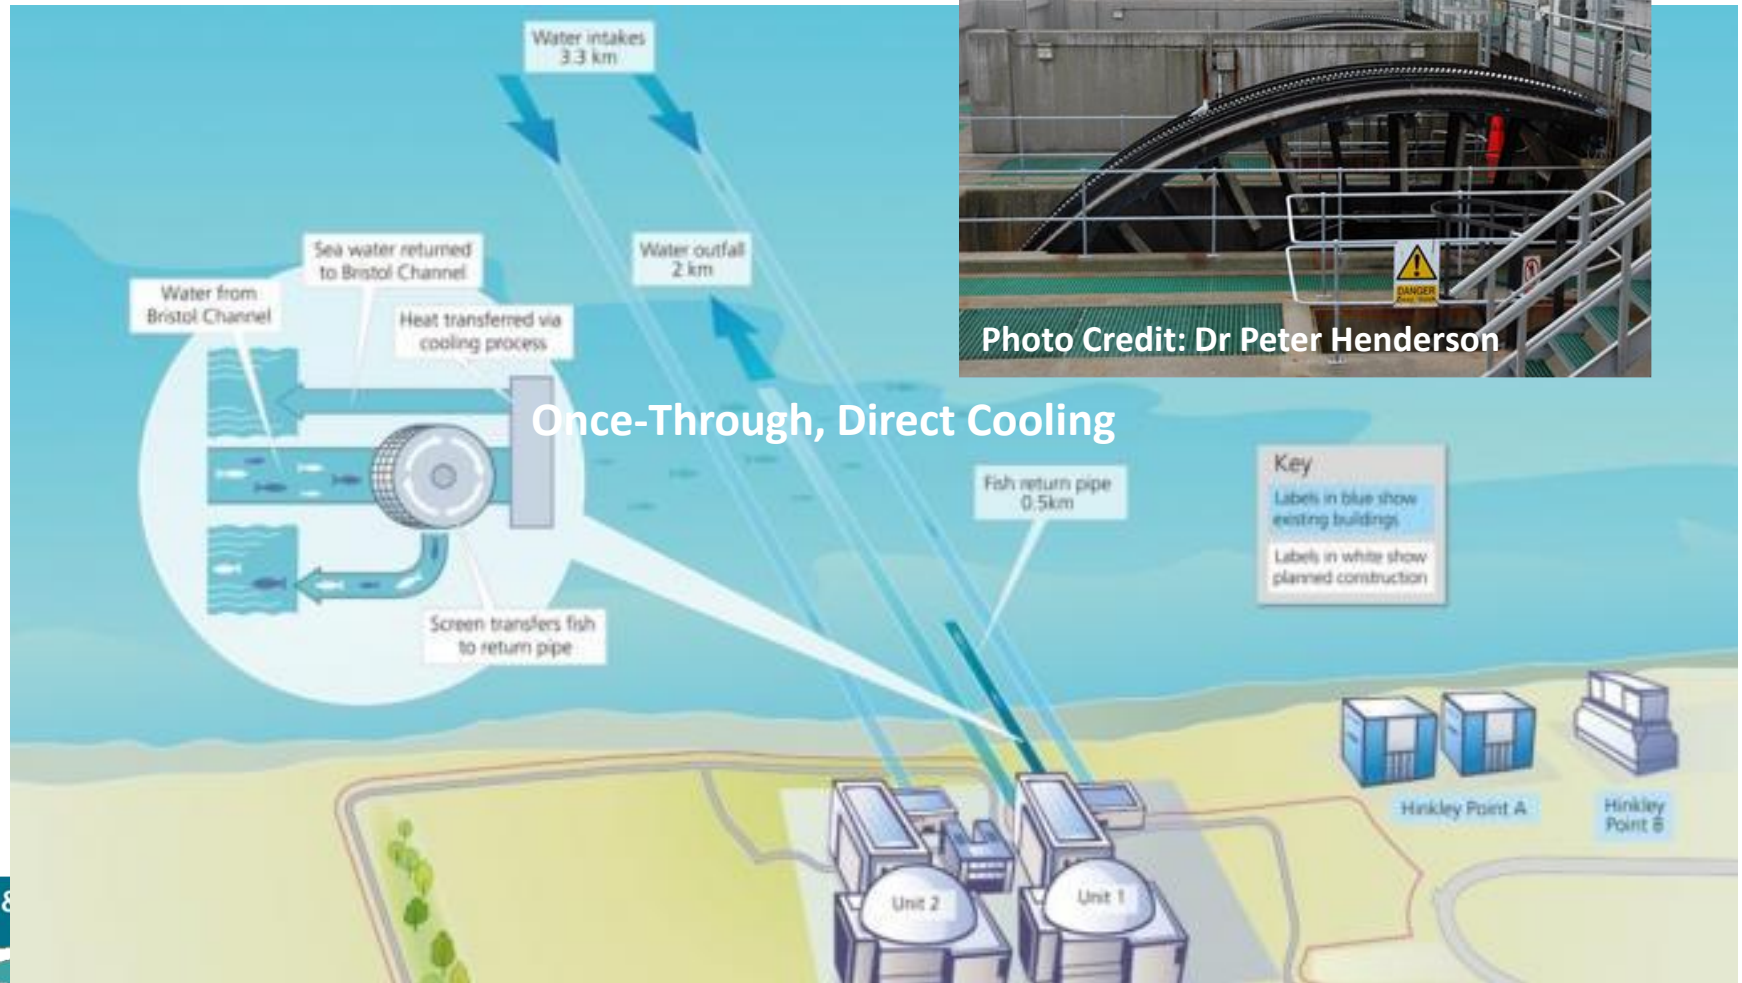 Water intakes
3.3 km
Sea water returned
to Bristol Channel
Water outfall
2 km
Water from
Bristol Channel
Heat transferred via
cooling process
DANGER
Photo Credit: Dr Peter Henderson
Once-Through, Direct Cooling
Fish return pipe
0.5km
Key
Labels in blue show
existing buildings
Labels in white show
planned construction
Screen transfers fish
to return pipe
Hinkley Point A
Hinkley
Point B
Unit 2
Unit 1
&